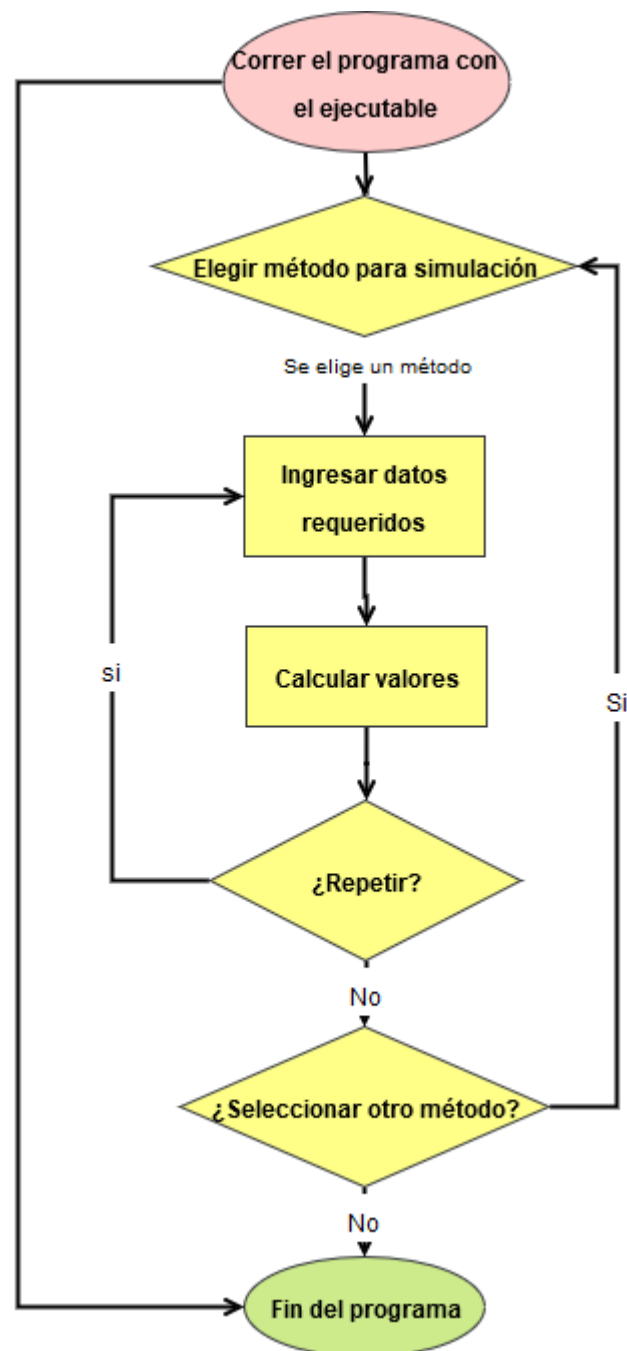 Correr el programa con
el ejecutable
Elegir método para simulación
Se elige un método
Ingresar datos
requeridos
Calcular valores
si
Si
¿Repetir?
No
¿Seleccionar otro método?
No
Fin del programa